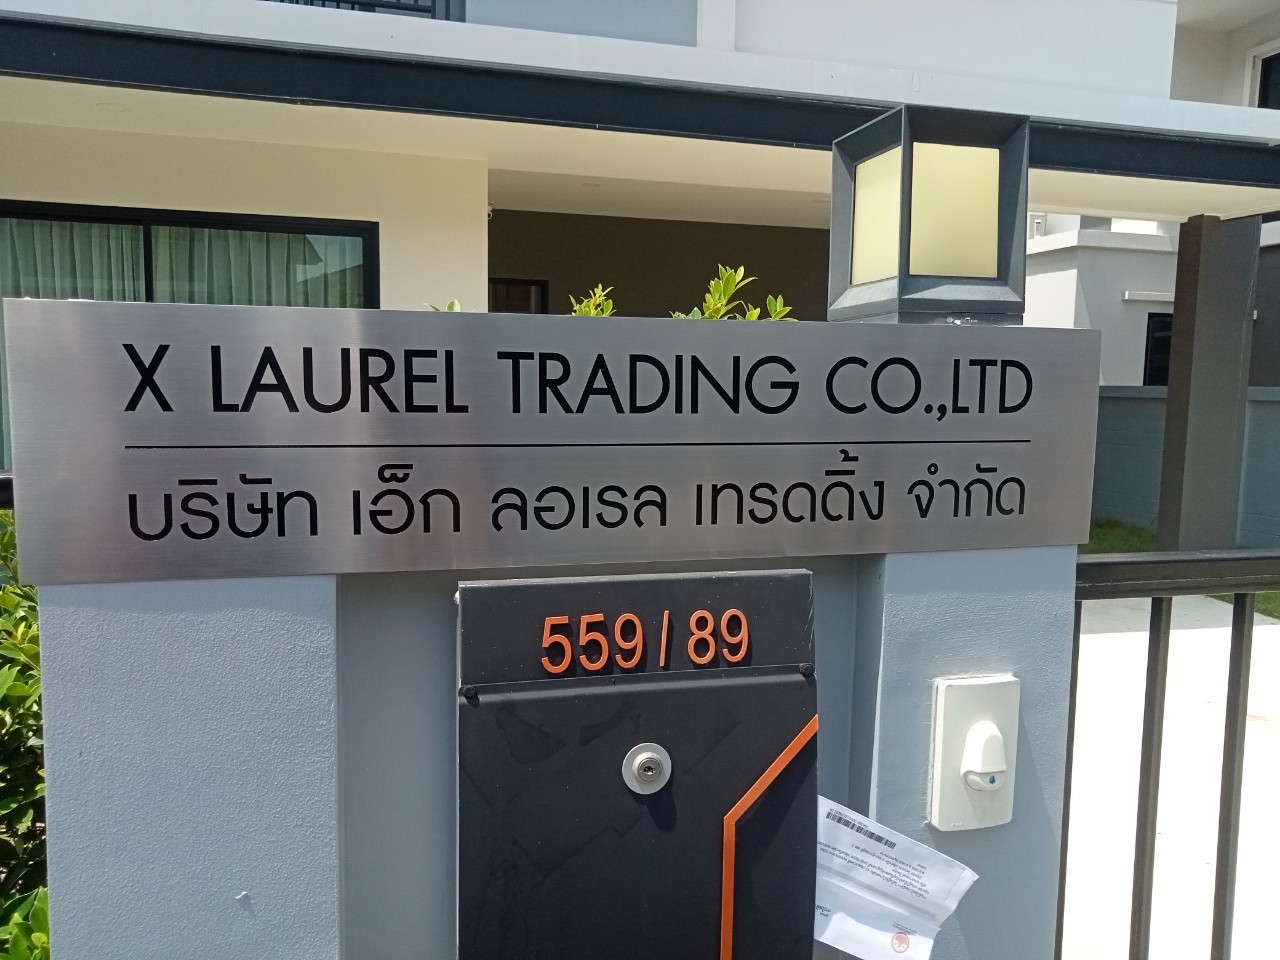 X LAUREL TRADING CO.,LTD
บริษัท เอ็ก ลอเรล เทรดดิ้ง จำกัด
559/89